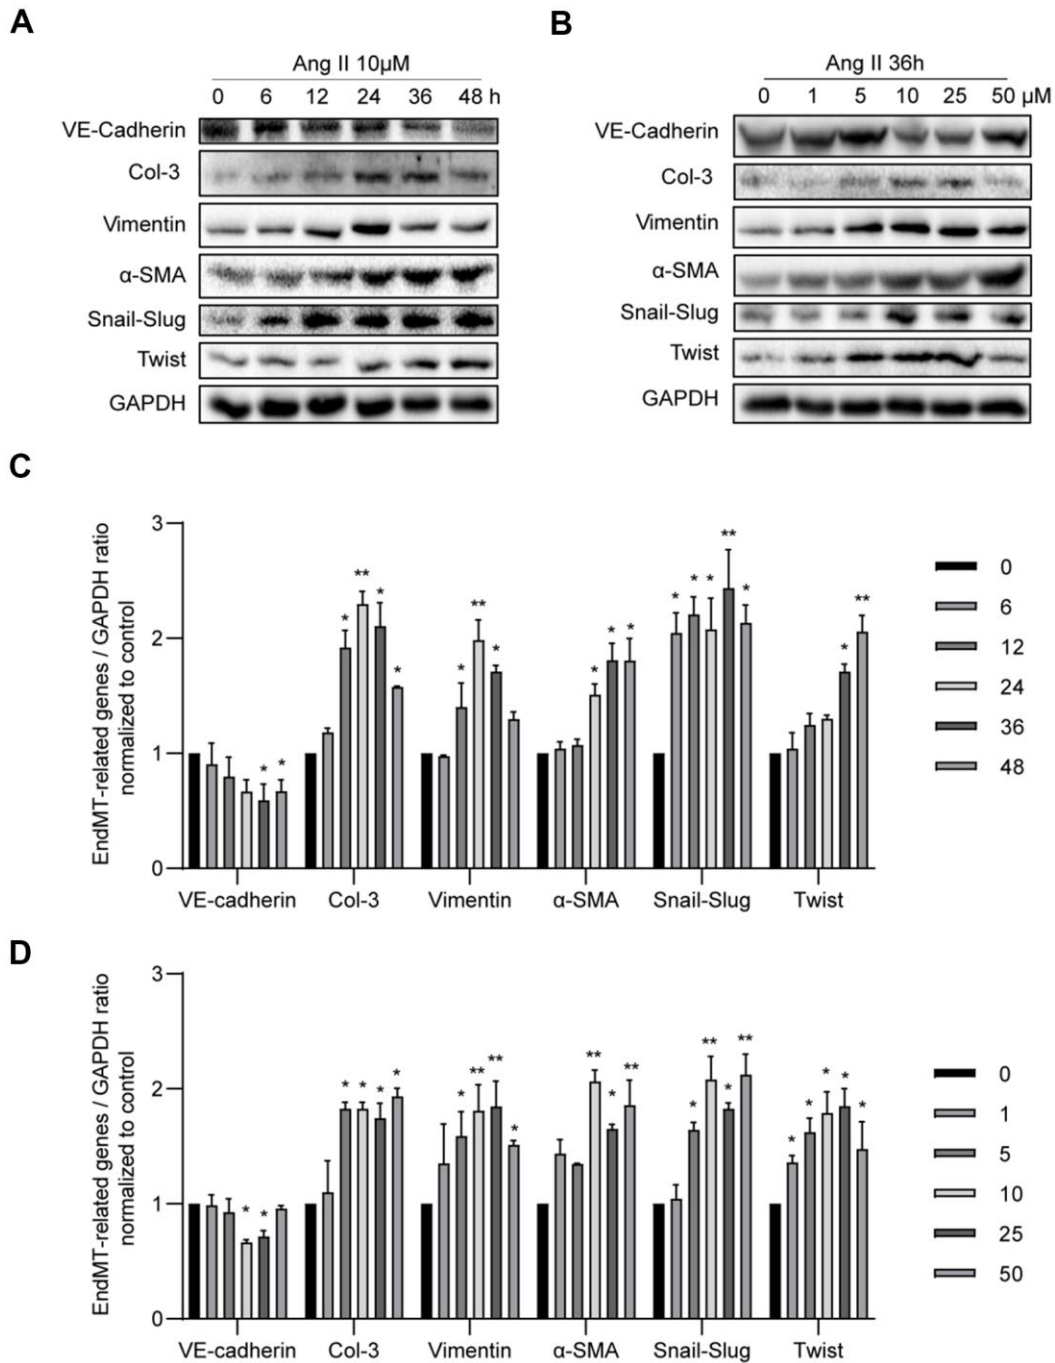 A
Ang II 10μM
0 6 12 24 36 48 h
VE-Cadherin
Col-3
Vimentin
α-SMA
Snail-Slug
Twist
GAPDH
B
Ang II 36h
0 1 5 10 25 50 μM
VE-Cadherin
Col-3
Vimentin
α-SMA
Snail-Slug
Twist
GAPDH
C
EndMT-related genes / GAPDH ratio
normalized to control
3
2
1
0
* * * ** * * * ** * * * * * * * ** * * **
VE-cadherin Col-3 Vimentin α-SMA Snail-Slug Twist
0
6
12
24
36
48
D
EndMT-related genes / GAPDH ratio
normalized to control
3
2
1
0
* * * * * * * ** ** * ** * ** * ** * ** * * * * *
VE-cadherin Col-3 Vimentin α-SMA Snail-Slug Twist
0
1
5
10
25
50